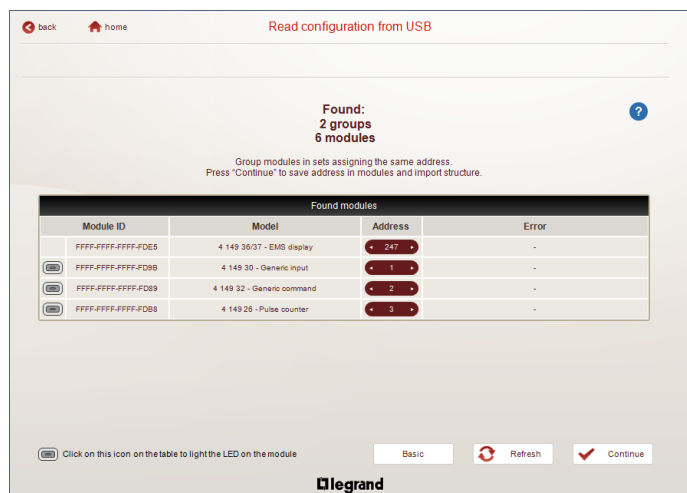 back home Read configuration from USB
Found:
2 groups
6 modules
?
Group modules in sets assigning the same address.
Press "Continue" to save address in modules and import structure.
Found modules
Module ID Model Address Error
FFFF-FFFF-FFFF-FDE5 4 149 36/37 - EMS display 247 -
FFFF-FFFF-FFFF-FD9B 4 149 30 - Generic input 1 -
FFFF-FFFF-FFFF-FD89 4 149 32 - Generic command 2 -
FFFF-FFFF-FFFF-FDB8 4 149 26 - Pulse counter 3 -
Click on this icon on the table to light the LED on the module Basic Refresh Continue
legrand